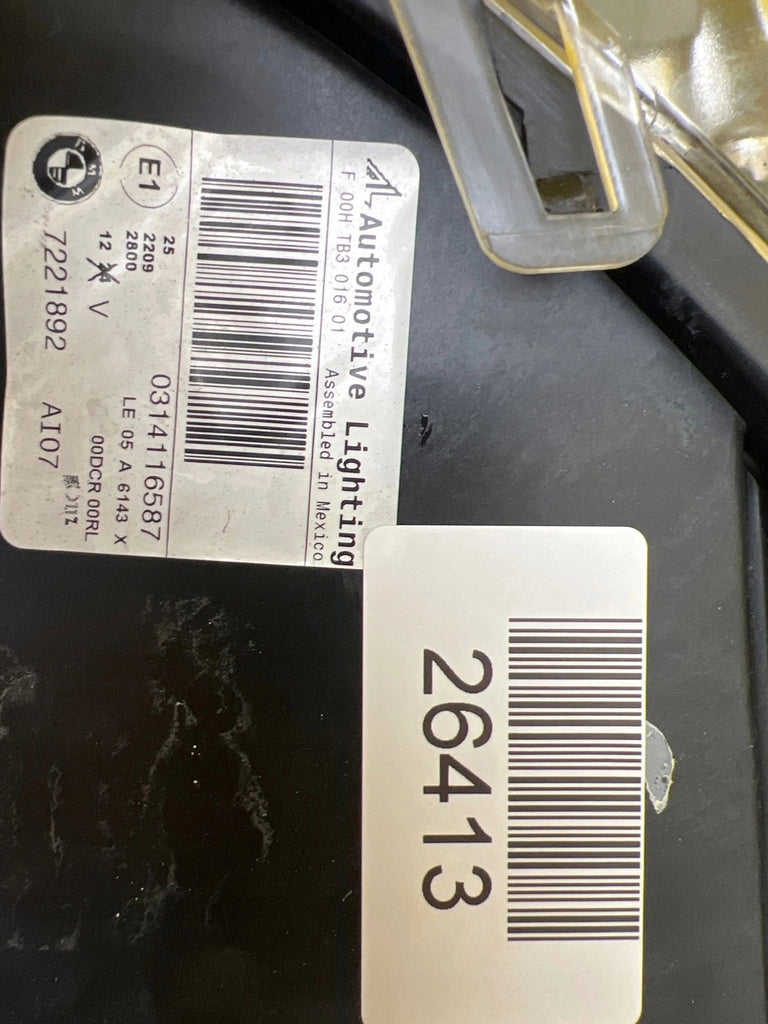 Automotive Lighting
F 00H TB3 016 01 Assembled in Mexico
BMW
E1
25
2209
2800
12 V
0314116587
LE 05 A 6143 X
00DCR 00RL
7221892 AI07
26413